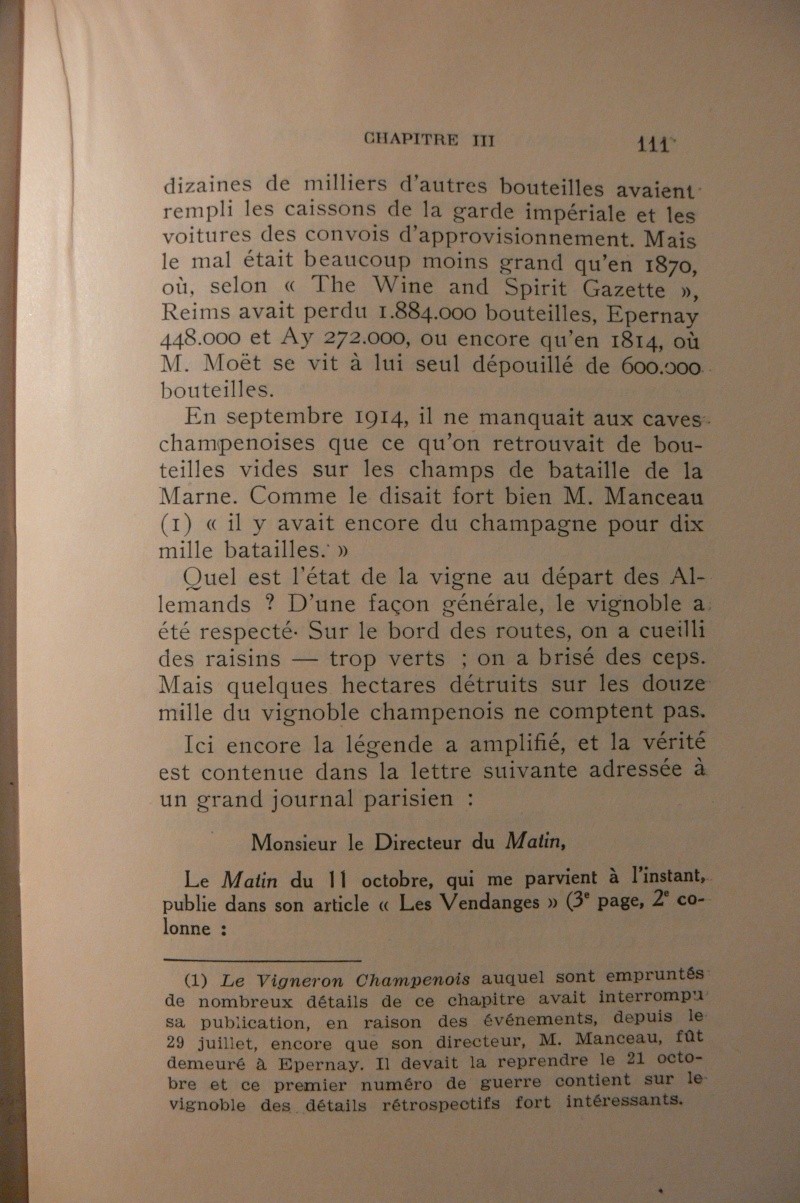 CHAPITRE III
111
dizaines de milliers d'autres bouteilles avaient
rempli les caissons de la garde impériale et les
voitures des convois d'approvisionnement. Mais
le mal était beaucoup moins grand qu'en 1870,
où, selon « The Wine and Spirit Gazette »,
Reims avait perdu 1.884.000 bouteilles, Epernay
448.000 et Ay 272.000, ou encore qu'en 1814, où
M. Moët se vit à lui seul dépouillé de 600.000
bouteilles.
En septembre 1914, il ne manquait aux caves
champenoises que ce qu'on retrouvait de bou-
teilles vides sur les champs de bataille de la
Marne. Comme le disait fort bien M. Manceau
(1) « il y avait encore du champagne pour dix
mille batailles. »
Quel est l'état de la vigne au départ des Al-
lemands ? D'une façon générale, le vignoble a
été respecté. Sur le bord des routes, on a cueilli
des raisins — trop verts ; on a brisé des ceps.
Mais quelques hectares détruits sur les douze
mille du vignoble champenois ne comptent pas.
Ici encore la légende a amplifié, et la vérité
est contenue dans la lettre suivante adressée à
un grand journal parisien :
Monsieur le Directeur du Matin,
Le Matin du 11 octobre, qui me parvient à l'instant,
publie dans son article « Les Vendanges » (3e page, 2e co-
lonne :
(1) Le Vigneron Champenois auquel sont empruntés
de nombreux détails de ce chapitre avait interrompu
sa publication, en raison des événements, depuis le
29 juillet, encore que son directeur, M. Manceau, fût
demeuré à Epernay. Il devait la reprendre le 21 octo-
bre et ce premier numéro de guerre contient sur le
vignoble des détails rétrospectifs fort intéressants.